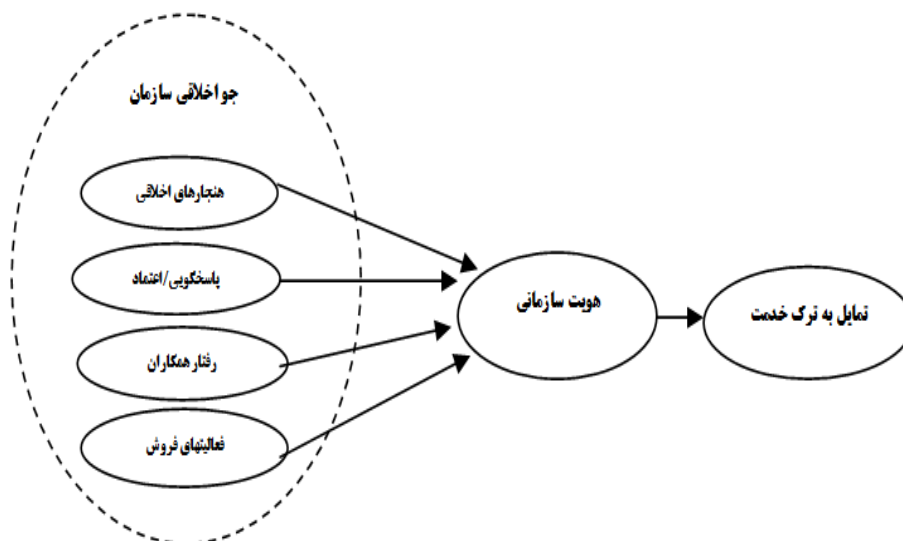 جو اخلاقی سازمان
هنجارهای اخلاقی
پاسخگویی/اعتماد
رفتار همکاران
فعالیتهای فروش
هویت سازمانی
تمایل به ترک خدمت